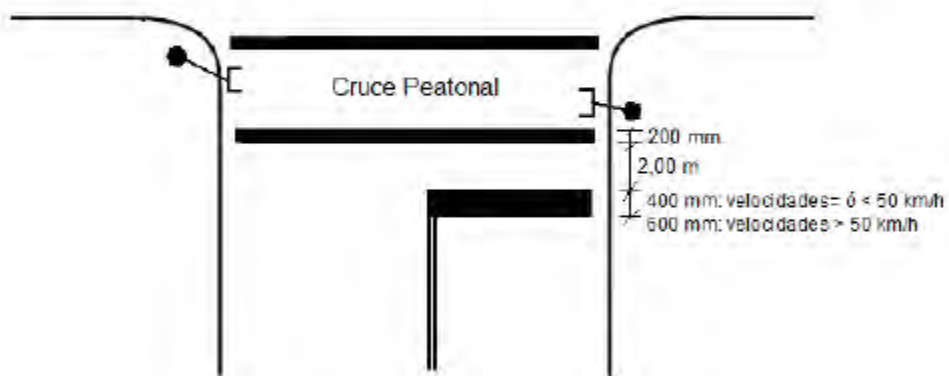 Cruce Peatonal
200 mm.
2,00 m
400 mm: velocidades= ó < 50 km/h
600 mm: velocidades > 50 km/h